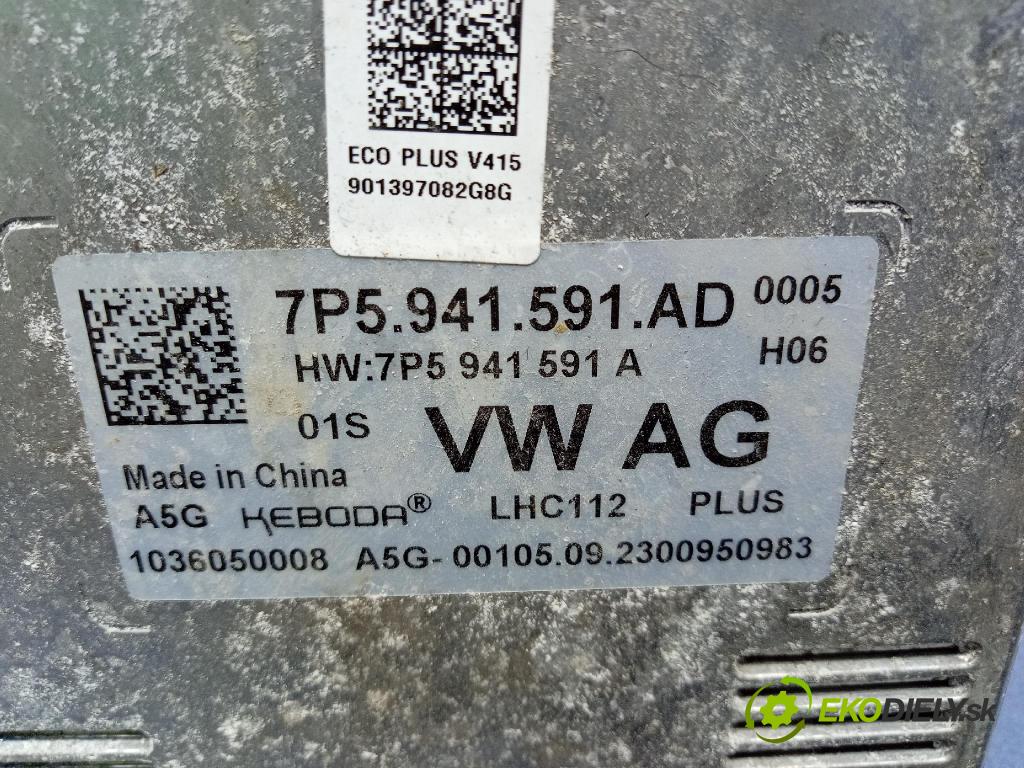 ECO PLUS V415
901397082G8G
7P5.941.591.AD 0005
HW:7P5 941 591 A H06
01S VW AG
Made in China
A5G KEBODA® LHC112 PLUS
1036050008 A5G-00105.09.2300950983
EKODIELY.sk